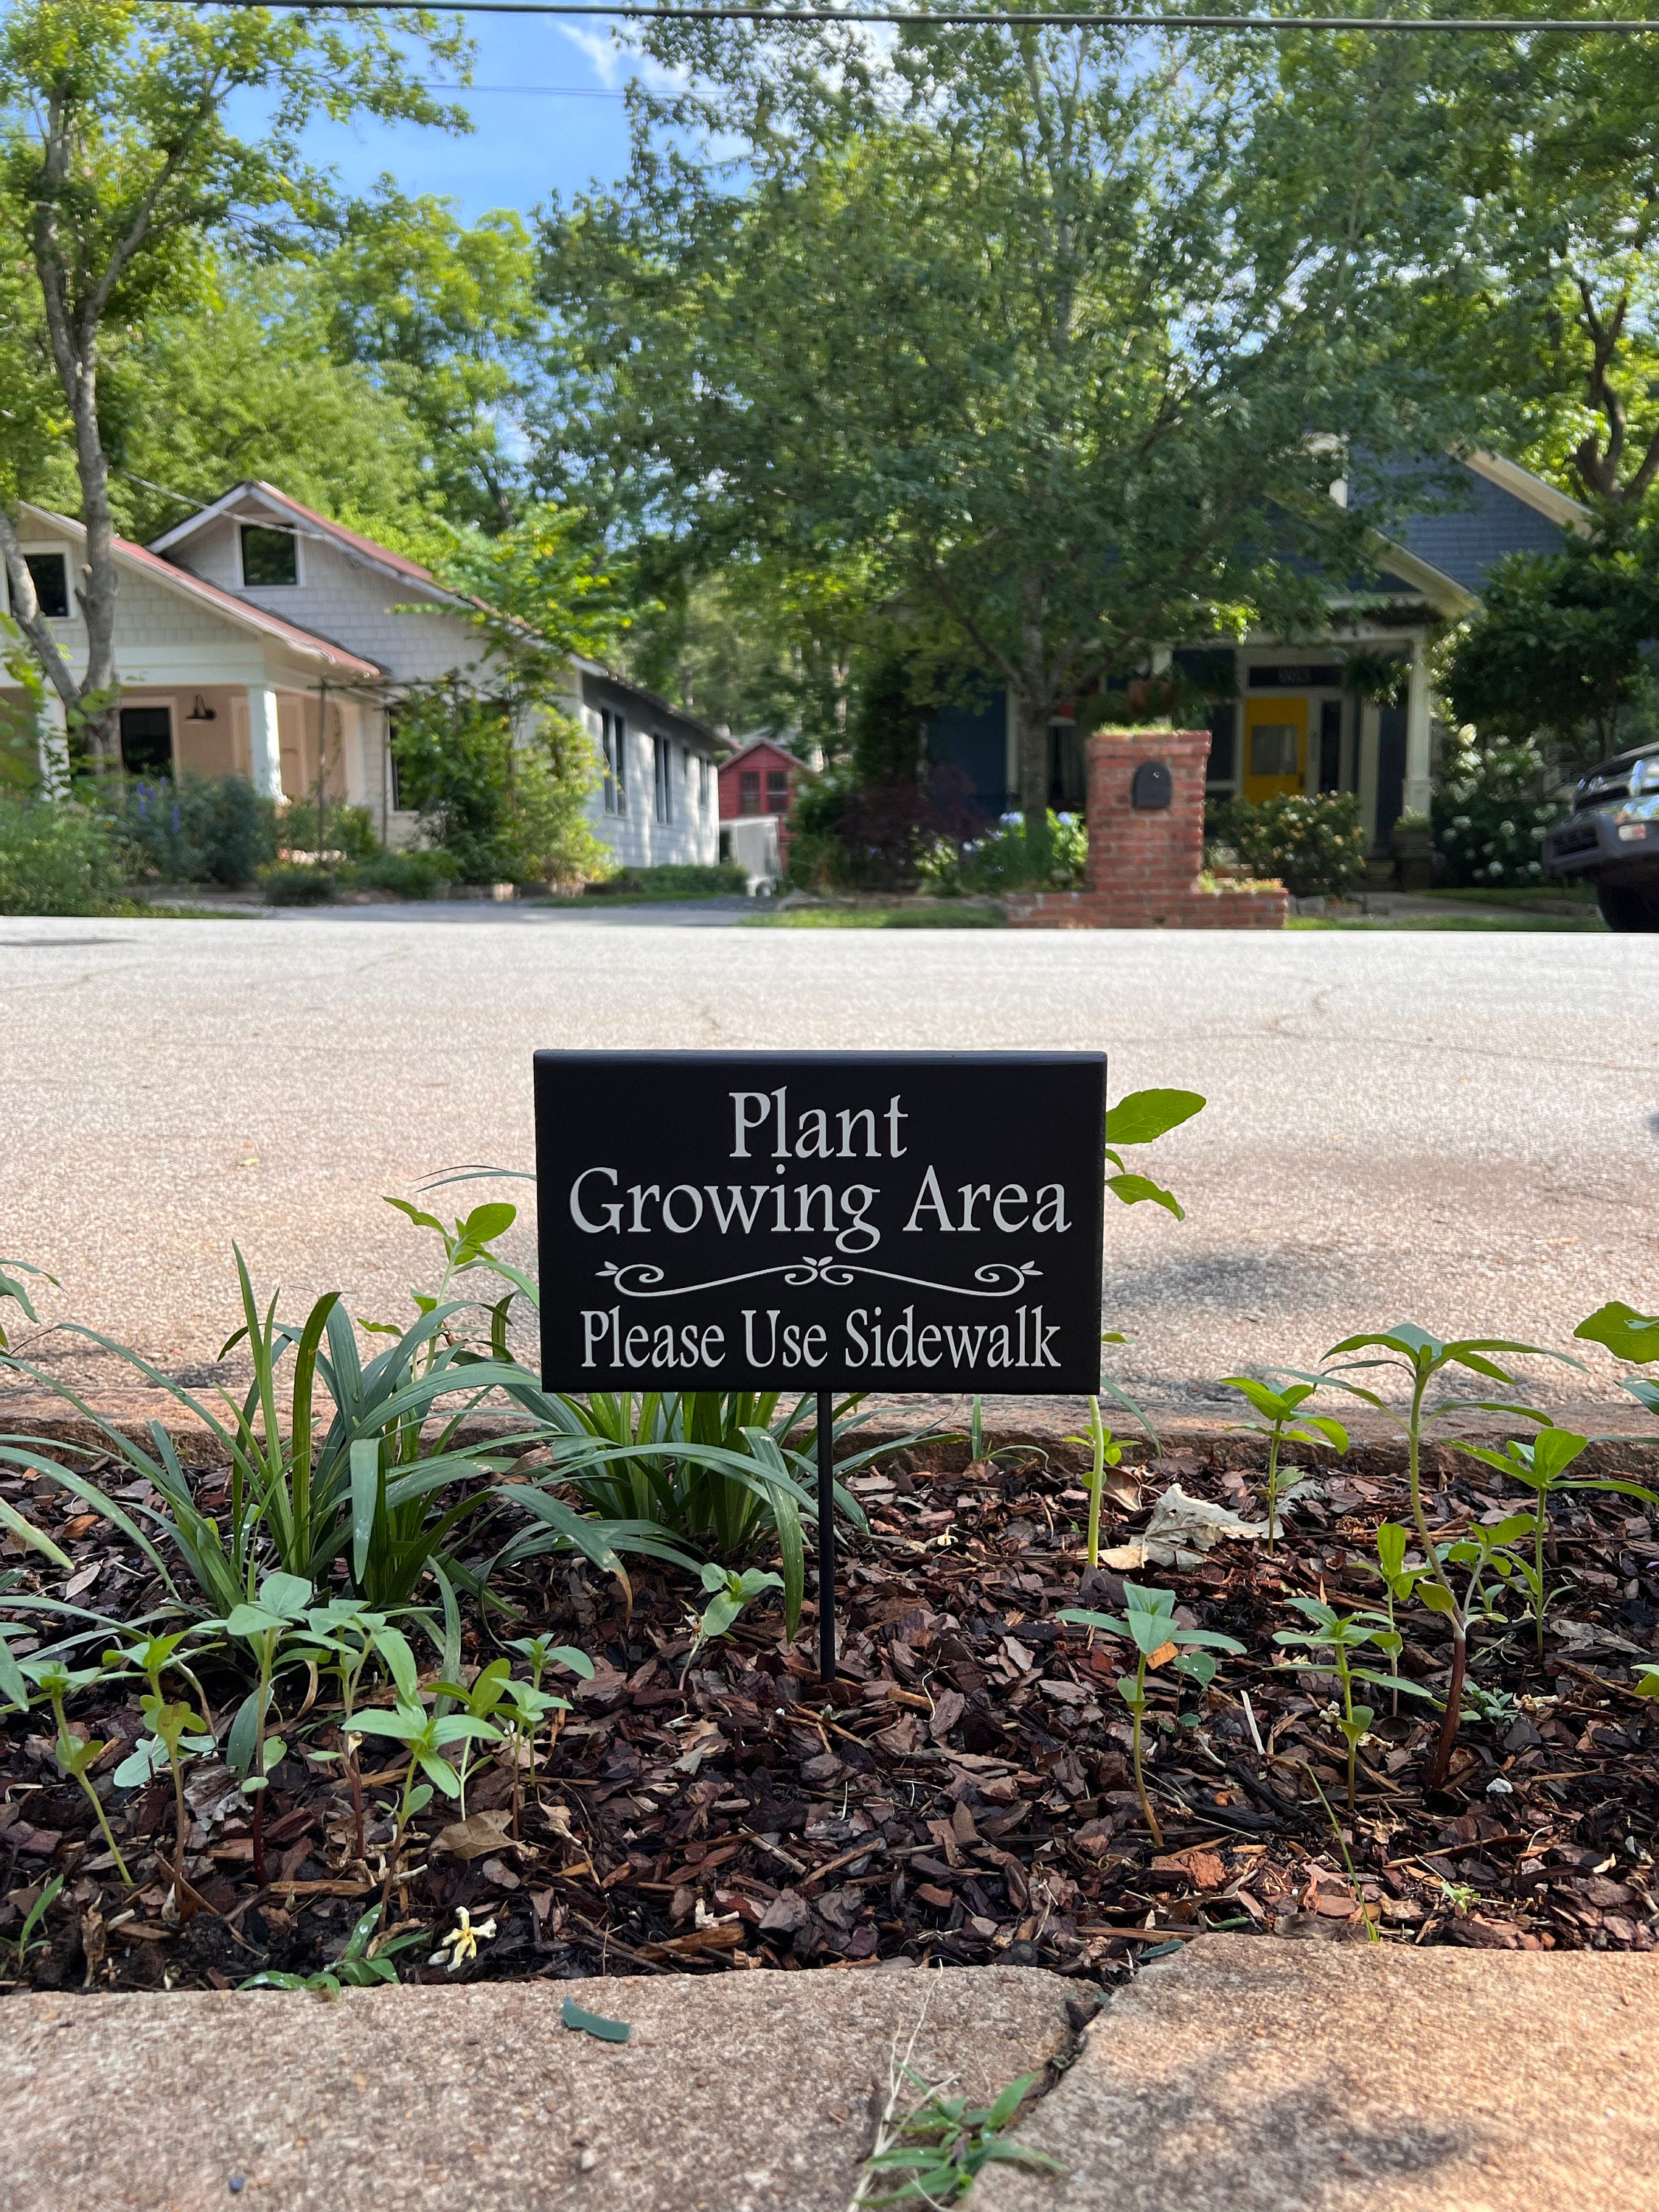 Plant
Growing Area
Please Use Sidewalk